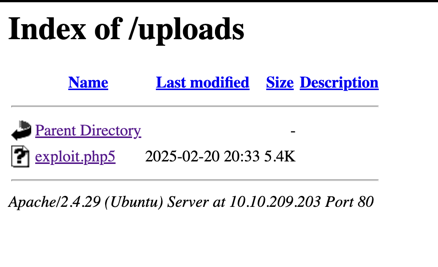 Index of /uploads
Name Last modified Size Description
Parent Directory -
exploit.php5 2025-02-20 20:33 5.4K
Apache/2.4.29 (Ubuntu) Server at 10.10.209.203 Port 80